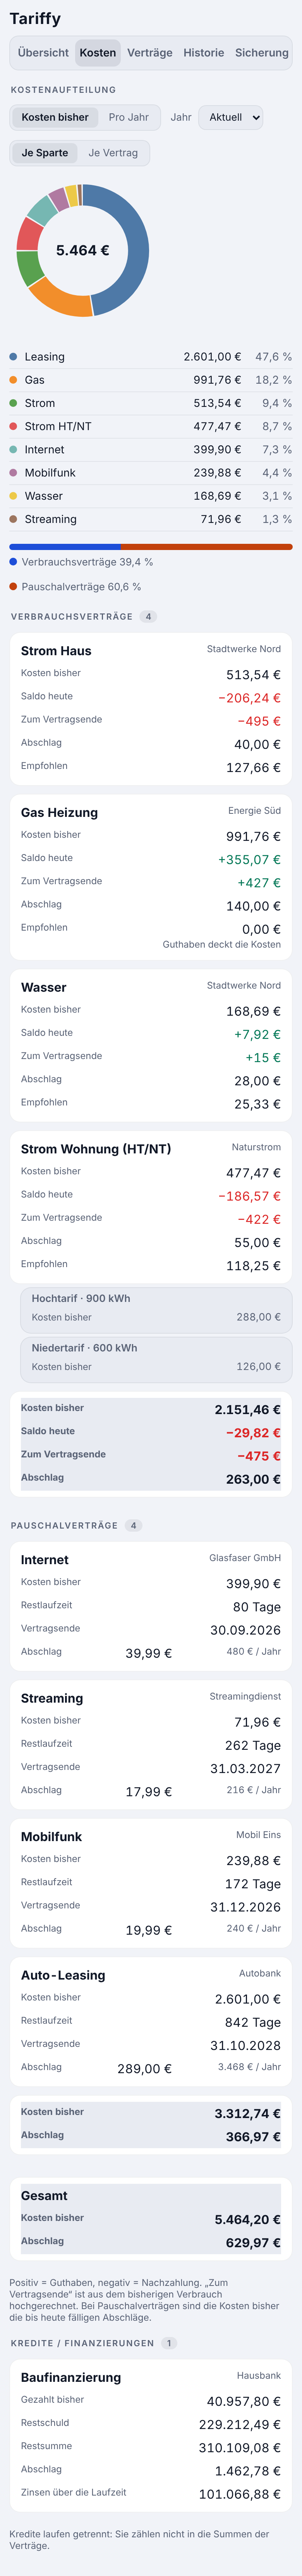 Tariffy
Übersicht Kosten Verträge Historie Sicherung
KOSTENAUFTEILUNG
Kosten bisher Pro Jahr Jahr Aktuell
Je Sparte Je Vertrag
5.464 €
Leasing 2.601,00 € 47,6 %
Gas 991,76 € 18,2 %
Strom 513,54 € 9,4 %
Strom HT/NT 477,47 € 8,7 %
Internet 399,90 € 7,3 %
Mobilfunk 239,88 € 4,4 %
Wasser 168,69 € 3,1 %
Streaming 71,96 € 1,3 %
Verbrauchsverträge 39,4 %
Pauschalverträge 60,6 %
VERBRAUCHSVERTRÄGE 4
Strom Haus Stadtwerke Nord
Kosten bisher 513,54 €
Saldo heute −206,24 €
Zum Vertragsende −495 €
Abschlag 40,00 €
Empfohlen 127,66 €
Gas Heizung Energie Süd
Kosten bisher 991,76 €
Saldo heute +355,07 €
Zum Vertragsende +427 €
Abschlag 140,00 €
Empfohlen 0,00 €
Guthaben deckt die Kosten
Wasser Stadtwerke Nord
Kosten bisher 168,69 €
Saldo heute +7,92 €
Zum Vertragsende +15 €
Abschlag 28,00 €
Empfohlen 25,33 €
Strom Wohnung (HT/NT) Naturstrom
Kosten bisher 477,47 €
Saldo heute −186,57 €
Zum Vertragsende −422 €
Abschlag 55,00 €
Empfohlen 118,25 €
Hochtarif · 900 kWh
Kosten bisher 288,00 €
Niedertarif · 600 kWh
Kosten bisher 126,00 €
Kosten bisher 2.151,46 €
Saldo heute −29,82 €
Zum Vertragsende −475 €
Abschlag 263,00 €
PAUSCHALVERTRÄGE 4
Internet Glasfaser GmbH
Kosten bisher 399,90 €
Restlaufzeit 80 Tage
Vertragsende 30.09.2026
Abschlag 39,99 € 480 € / Jahr
Streaming Streamingdienst
Kosten bisher 71,96 €
Restlaufzeit 262 Tage
Vertragsende 31.03.2027
Abschlag 17,99 € 216 € / Jahr
Mobilfunk Mobil Eins
Kosten bisher 239,88 €
Restlaufzeit 172 Tage
Vertragsende 31.12.2026
Abschlag 19,99 € 240 € / Jahr
Auto-Leasing Autobank
Kosten bisher 2.601,00 €
Restlaufzeit 842 Tage
Vertragsende 31.10.2028
Abschlag 289,00 € 3.468 € / Jahr
Kosten bisher 3.312,74 €
Abschlag 366,97 €
Gesamt
Kosten bisher 5.464,20 €
Abschlag 629,97 €
Positiv = Guthaben, negativ = Nachzahlung. „Zum
Vertragsende“ ist aus dem bisherigen Verbrauch
hochgerechnet. Bei Pauschalverträgen sind die Kosten bisher
die bis heute fälligen Abschläge.
KREDITE / FINANZIERUNGEN 1
Baufinanzierung Hausbank
Gezahlt bisher 40.957,80 €
Restschuld 229.212,49 €
Restsumme 310.109,08 €
Abschlag 1.462,78 €
Zinsen über die Laufzeit 101.066,88 €
Kredite laufen getrennt: Sie zählen nicht in die Summen der
Verträge.